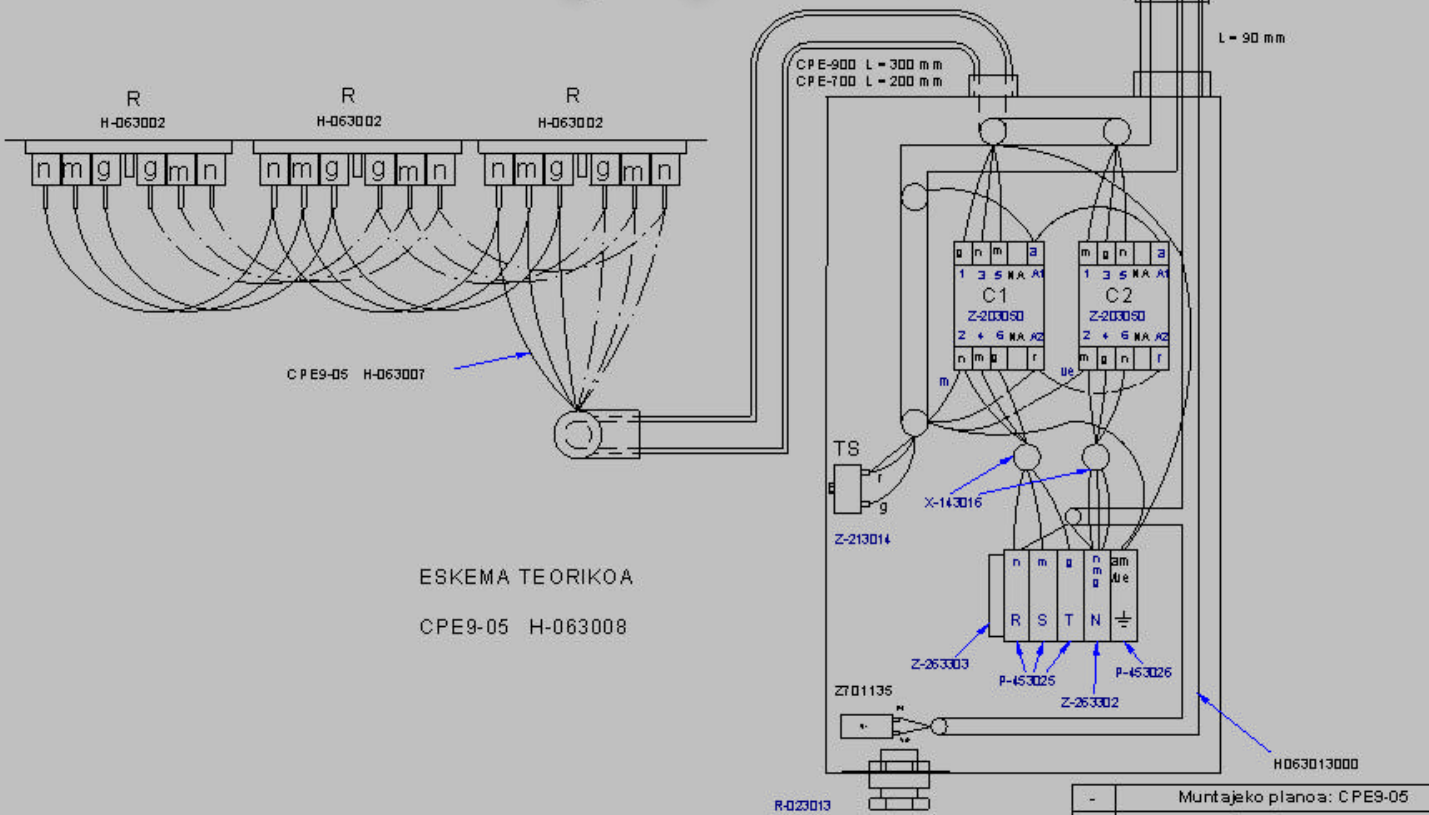 L = 90 mm
CPE-900 L = 300 mm
CPE-700 L = 200 mm
R R R
H-063002 H-063002 H-063002
n m g g m n n m g g m n n m g g m n
g n m a m g n a
1 3 5 NA A1 1 3 5 NA A1
C1 C2
Z-203050 Z-203050
2 4 6 NA A2 2 4 6 NA A2
n m g r m g n r
CPE9-05 H-063007
m ue
TS
r
g
X-143016
Z-213014
ESKEMA TEORIKOA
CPE9-05 H-063008
n m g n m g am
R S T N
Z-263303
P-453025
P-453026
Z-263302
Z701135
H063013000
Muntajeko planoa: CPE9-05
R-023013